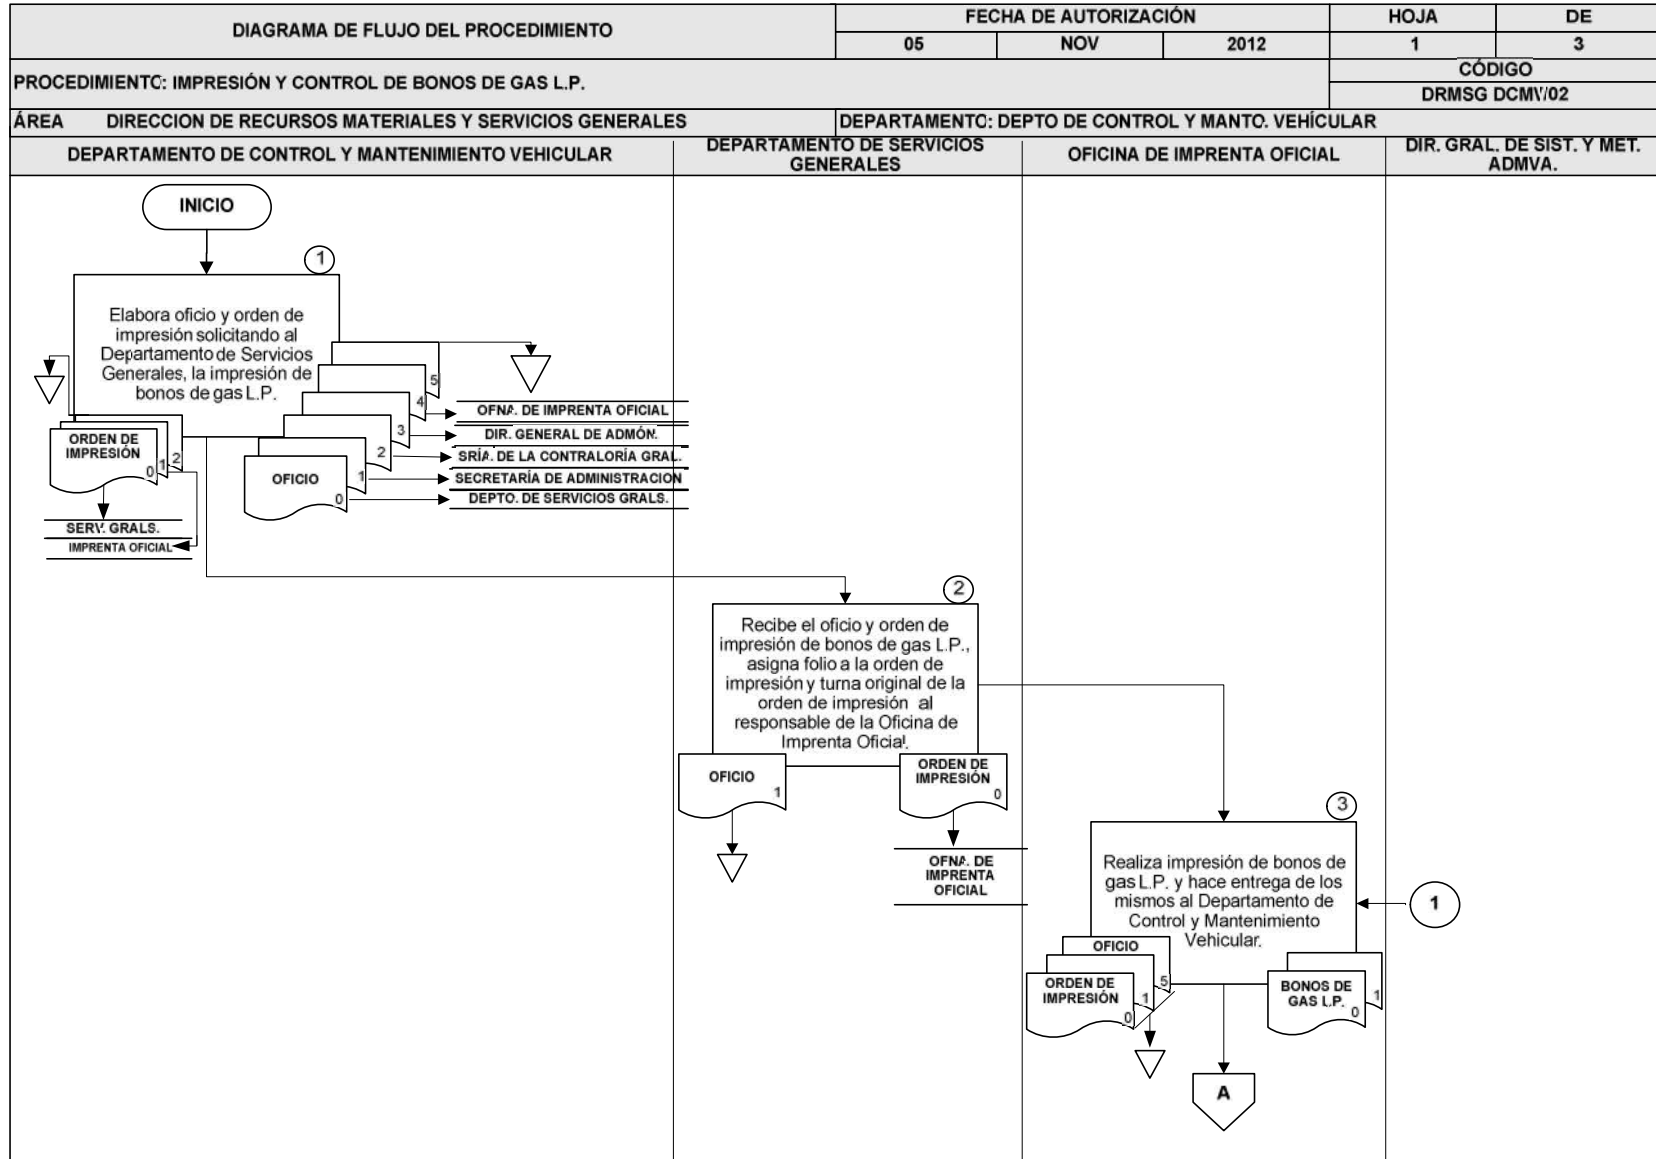 DIAGRAMA DE FLUJO DEL PROCEDIMIENTO
FECHA DE AUTORIZACIÓN
HOJA
DE
05
NOV
2012
1
3
PROCEDIMIENTO: IMPRESIÓN Y CONTROL DE BONOS DE GAS L.P.
CÓDIGO
DRMSG DCMV/02
ÁREA DIRECCION DE RECURSOS MATERIALES Y SERVICIOS GENERALES
DEPARTAMENTO: DEPTO DE CONTROL Y MANTO. VEHÍCULAR
DEPARTAMENTO DE CONTROL Y MANTENIMIENTO VEHICULAR
DEPARTAMENTO DE SERVICIOS
GENERALES
OFICINA DE IMPRENTA OFICIAL
DIR. GRAL. DE SIST. Y MET.
ADMVA.
INICIO
1
Elabora oficio y orden de
impresión solicitando al
Departamento de Servicios
Generales, la impresión de
bonos de gas L.P.
ORDEN DE
IMPRESIÓN
0
1
2
SERV. GRALS.
IMPRENTA OFICIAL
OFICIO
0
1
2
3
4
5
OFNA. DE IMPRENTA OFICIAL
DIR. GENERAL DE ADMÓN.
SRÍA. DE LA CONTRALORÍA GRAL.
SECRETARÍA DE ADMINISTRACION
DEPTO. DE SERVICIOS GRALS.
2
Recibe el oficio y orden de
impresión de bonos de gas L.P.,
asigna folio a la orden de
impresión y turna original de la
orden de impresión al
responsable de la Oficina de
Imprenta Oficial.
OFICIO
1
ORDEN DE
IMPRESIÓN
0
OFNA. DE
IMPRENTA
OFICIAL
3
Realiza impresión de bonos de
gas L.P. y hace entrega de los
mismos al Departamento de
Control y Mantenimiento
Vehicular.
1
OFICIO
5
1
ORDEN DE
IMPRESIÓN
0
BONOS DE
GAS L.P.
0
1
A